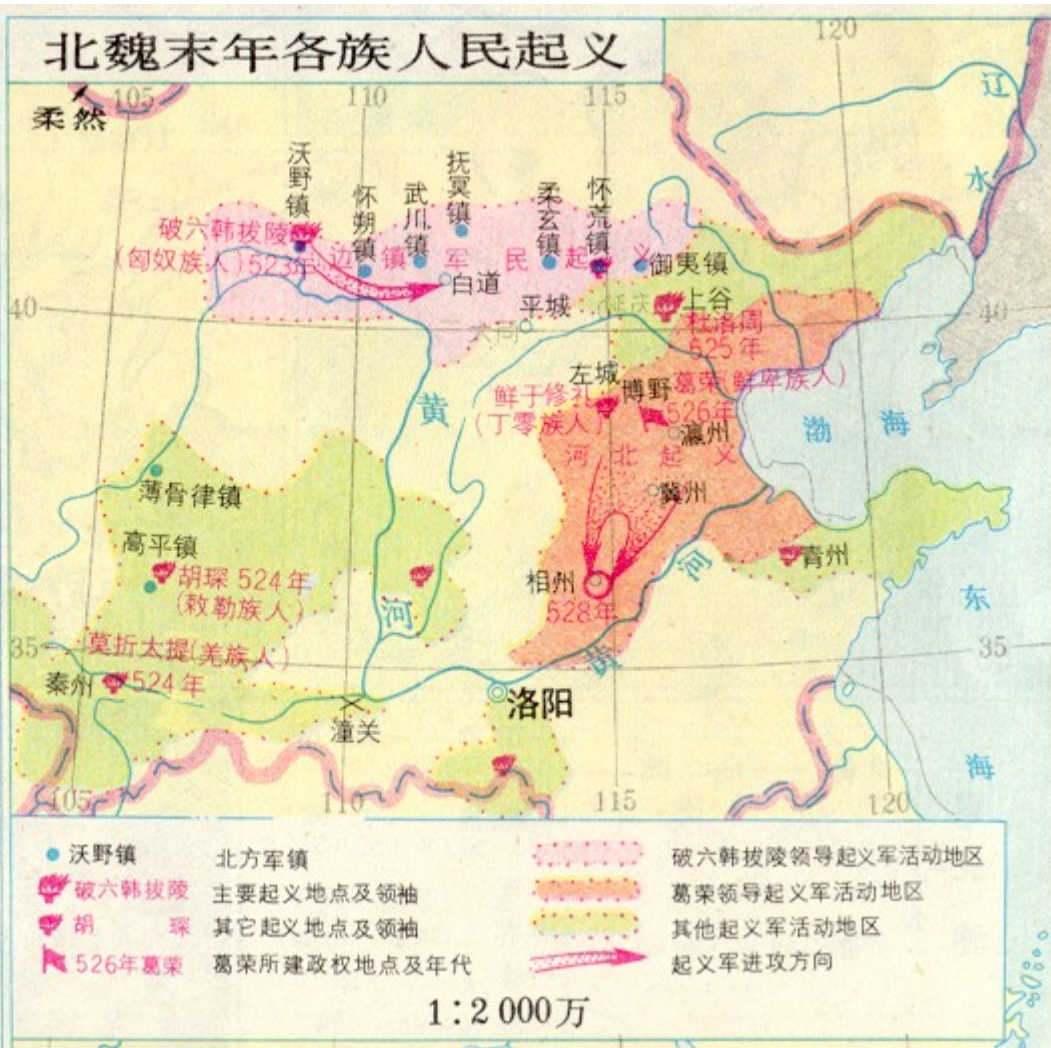 北魏末年各族人民起义
120
105
110
115
柔然
辽水
沃野镇
怀朔镇
武川镇
抚冥镇
柔玄镇
怀荒镇
破六韩拔陵
(匈奴族人)523年
边镇军民起义
御夷镇
白道
40
平城
大同
延庆
上谷
杜洛周
525年
40
左城
博野
葛荣(鲜卑族人)
鲜于修礼
526年
(丁零族人)
瀛州
黄
渤海
河北起义
冀州
薄骨律镇
高平镇
胡琛 524年
(敕勒族人)
青州
河
相州
528年
河
东
35
莫折太提(羌族人)
黄
35
秦州
524年
洛阳
潼关
海
105
110
115
120
沃野镇 北方军镇
破六韩拔陵 主要起义地点及领袖
胡琛 其它起义地点及领袖
526年葛荣 葛荣所建政权地点及年代
破六韩拔陵领导起义军活动地区
葛荣领导起义军活动地区
其他起义军活动地区
起义军进攻方向
1:2000万